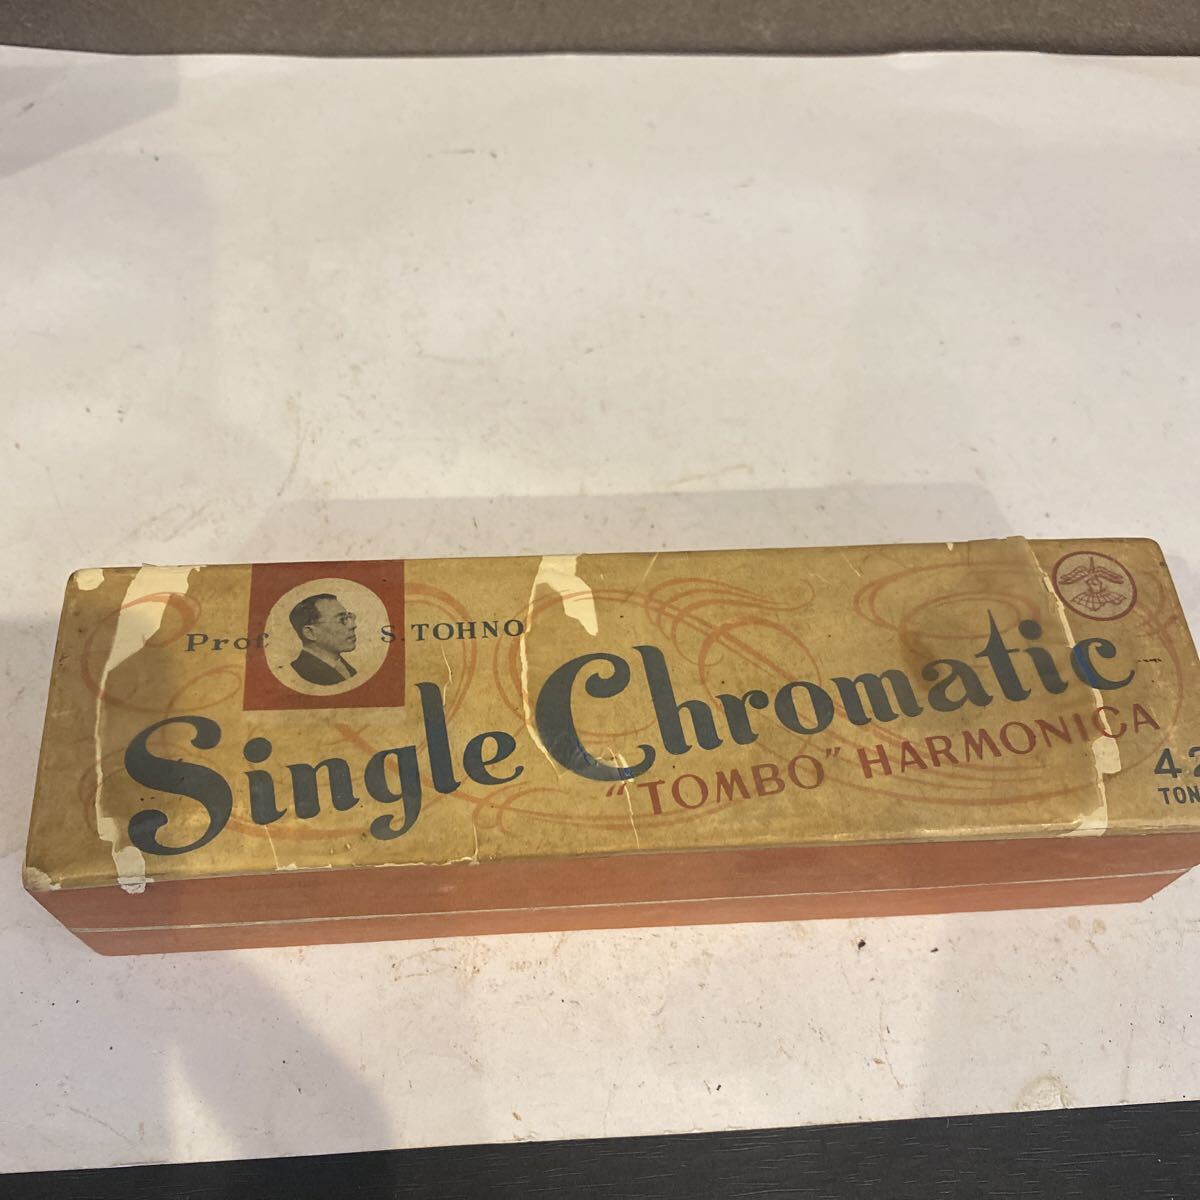 Prof. S. TOHNO
Single Chromatic
"TOMBO" HARMONICA
42
TON